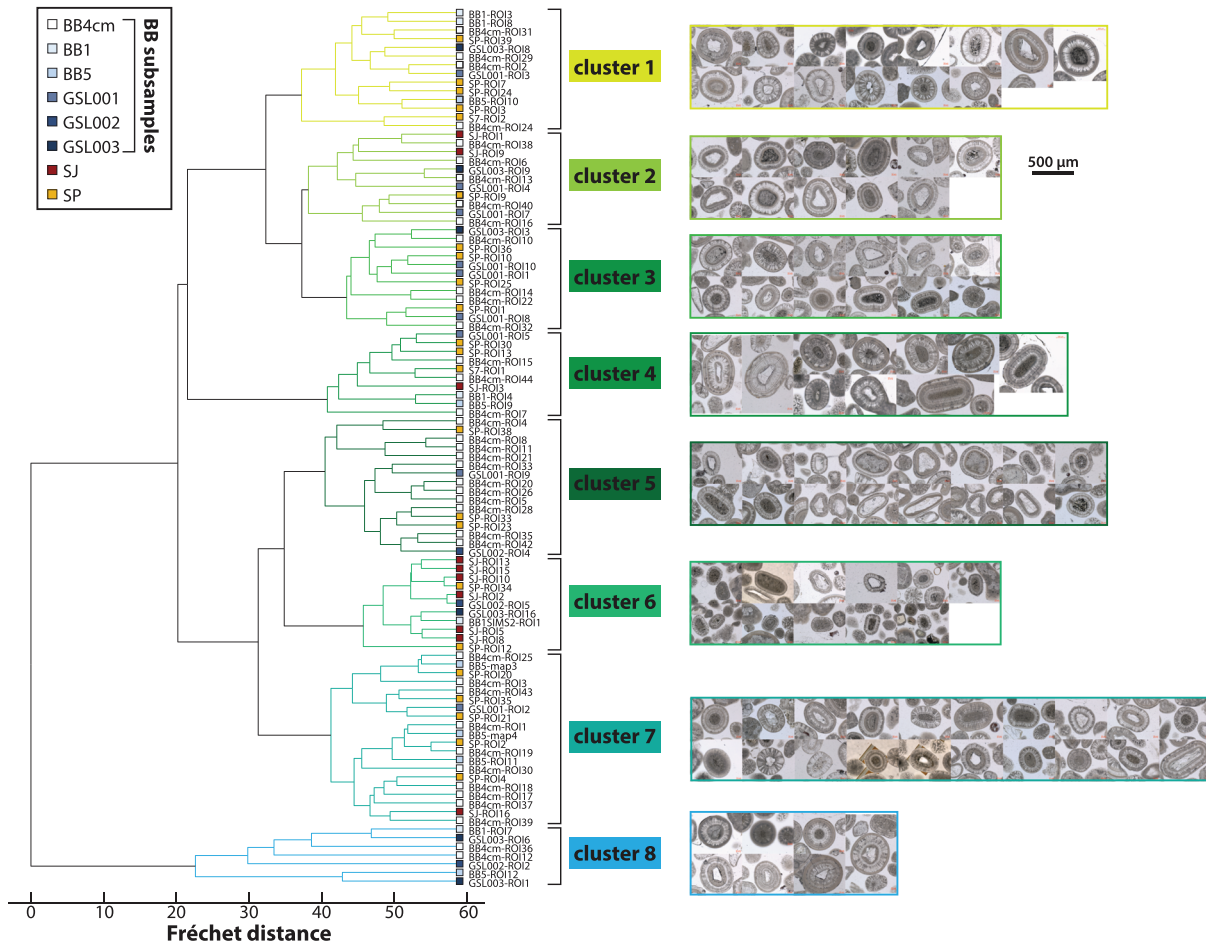 BB4cm
BB1
BB5
GSL001
GSL002
GSL003
SJ
SP
BB subsamples
BB1-ROI3
BB1-ROI8
BB4cm-ROI31
SP-ROI39
GSL003-ROI8
BB4cm-ROI29
BB4cm-ROI2
GSL001-ROI3
SP-ROI7
SP-ROI24
BB5-ROI10
SP-ROI3
S7-ROI2
BB4cm-ROI24
SJ-ROI1
BB4cm-ROI38
SJ-ROI9
BB4cm-ROI6
GSL003-ROI9
BB4cm-ROI13
GSL001-ROI4
SP-ROI9
BB4cm-ROI40
GSL001-ROI7
BB4cm-ROI16
GSL003-ROI3
BB4cm-ROI10
SP-ROI36
SP-ROI10
GSL001-ROI10
GSL001-ROI1
SP-ROI25
BB4cm-ROI14
BB4cm-ROI22
SP-ROI1
GSL001-ROI8
BB4cm-ROI32
GSL001-ROI5
SP-ROI30
SP-ROI13
BB4cm-ROI15
S7-ROI1
BB4cm-ROI44
SJ-ROI3
BB1-ROI4
BB5-ROI9
BB4cm-ROI7
BB4cm-ROI4
SP-ROI38
BB4cm-ROI8
BB4cm-ROI11
BB4cm-ROI21
BB4cm-ROI33
GSL001-ROI9
BB4cm-ROI20
BB4cm-ROI26
BB4cm-ROI5
BB4cm-ROI28
SP-ROI33
SP-ROI23
BB4cm-ROI35
BB4cm-ROI42
GSL002-ROI4
SJ-ROI13
SJ-ROI15
SJ-ROI10
SP-ROI34
SJ-ROI2
GSL002-ROI5
GSL003-ROI16
BB1SIMS2-ROI1
SJ-ROI5
SJ-ROI8
SP-ROI12
BB4cm-ROI25
BB5-map3
SP-ROI20
BB4cm-ROI3
BB4cm-ROI43
SP-ROI35
GSL001-ROI2
SP-ROI21
BB4cm-ROI1
BB5-map4
SP-ROI2
BB4cm-ROI19
BB5-ROI11
BB4cm-ROI30
SP-ROI4
BB4cm-ROI18
BB4cm-ROI17
BB4cm-ROI37
SJ-ROI16
BB4cm-ROI39
BB1-ROI7
GSL003-ROI6
BB4cm-ROI36
BB4cm-ROI12
GSL002-ROI2
BB5-ROI12
GSL003-ROI1
cluster 1
cluster 2
cluster 3
cluster 4
cluster 5
cluster 6
cluster 7
cluster 8
500 µm
0 10 20 30 40 50 60
Fréchet distance